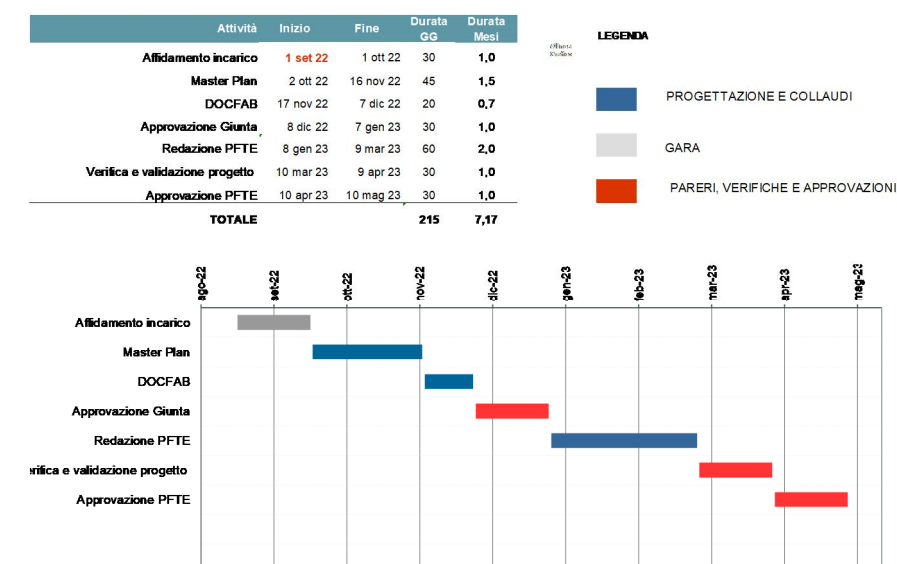 Attività Inizio Fine Durata GG Durata Mesi
Affidamento incarico 1 set 22 1 ott 22 30 1,0
Master Plan 2 ott 22 16 nov 22 45 1,5
DOCFAB 17 nov 22 7 dic 22 20 0,7
Approvazione Giunta 8 dic 22 7 gen 23 30 1,0
Redazione PFTE 8 gen 23 9 mar 23 60 2,0
Verifica e validazione progetto 10 mar 23 9 apr 23 30 1,0
Approvazione PFTE 10 apr 23 10 mag 23 30 1,0
TOTALE 215 7,17
LEGENDA
PROGETTAZIONE E COLLAUDI
GARA
PARERI, VERIFICHE E APPROVAZIONI
ago-22 set-22 ott-22 nov-22 dic-22 gen-23 feb-23 mar-23 apr-23 mag-23
Affidamento incarico
Master Plan
DOCFAB
Approvazione Giunta
Redazione PFTE
erifica e validazione progetto
Approvazione PFTE